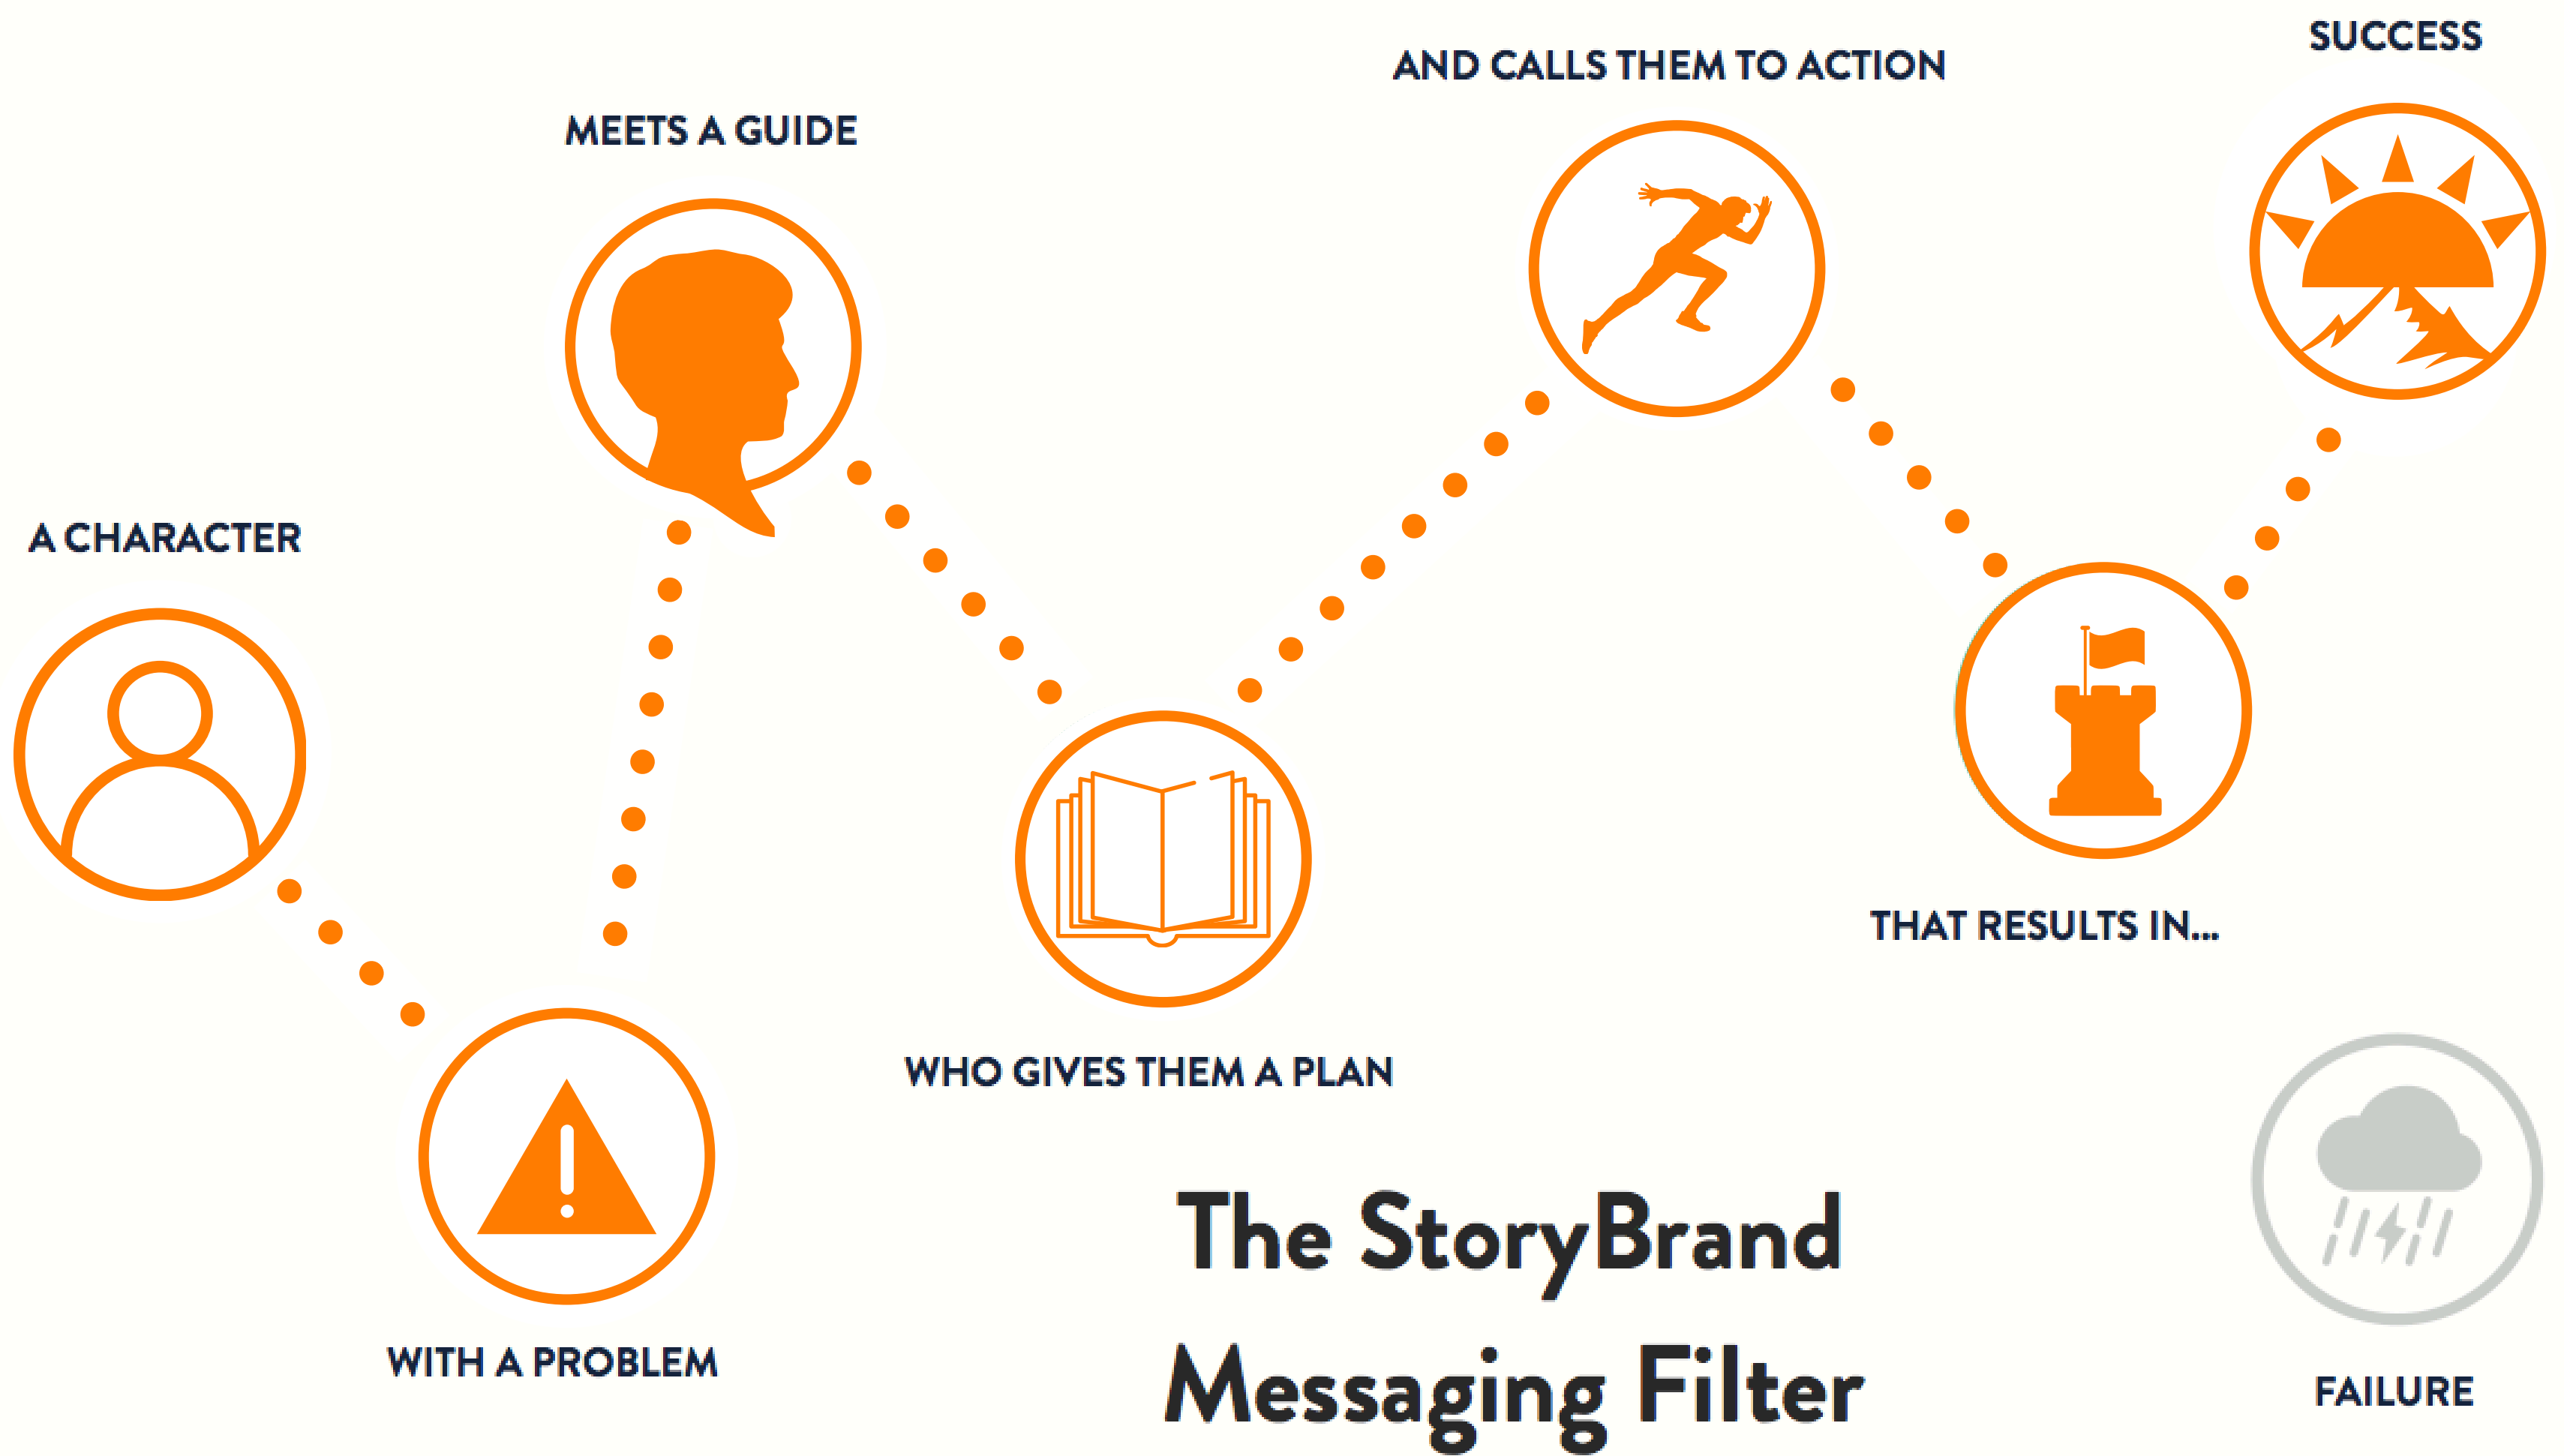 A CHARACTER
WITH A PROBLEM
MEETS A GUIDE
WHO GIVES THEM A PLAN
AND CALLS THEM TO ACTION
THAT RESULTS IN...
SUCCESS
FAILURE
The StoryBrand
Messaging Filter